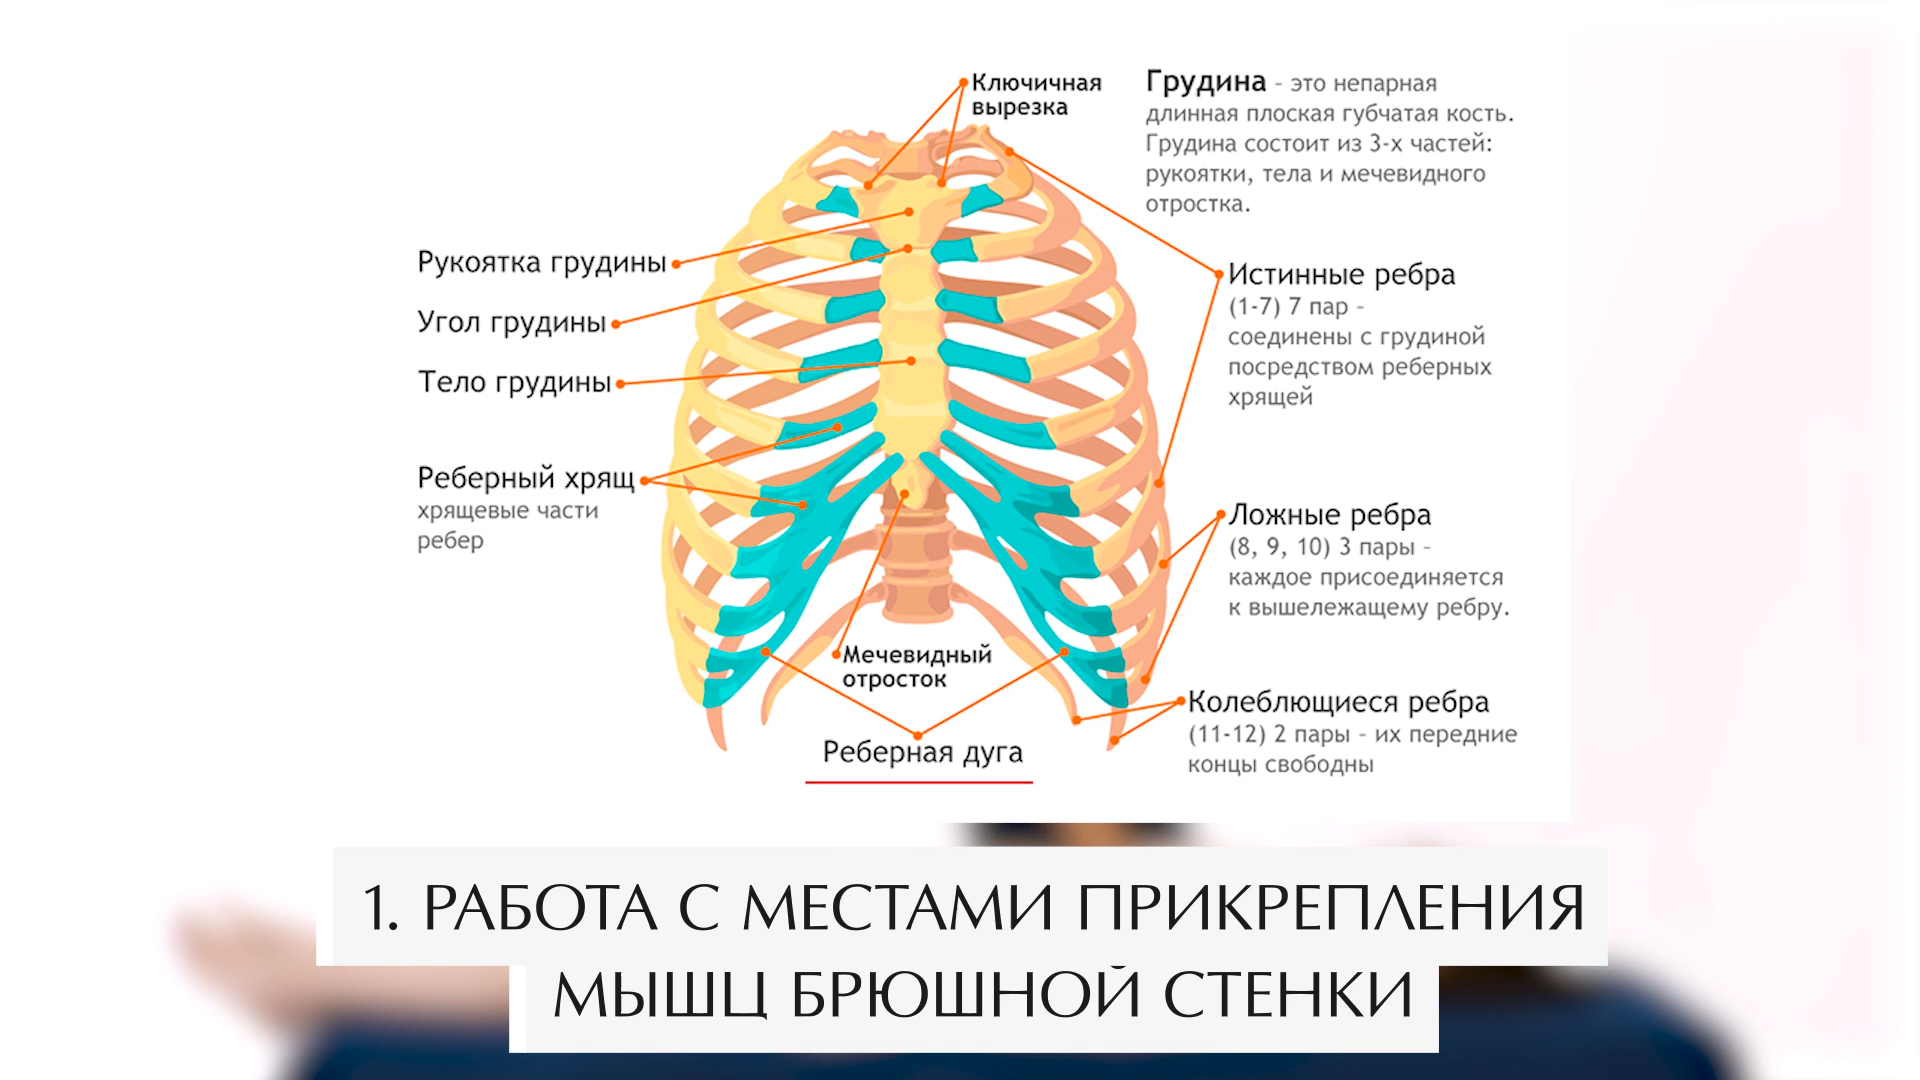 Ключичная
вырезка
Грудина - это непарная
длинная плоская губчатая кость.
Грудина состоит из 3-х частей:
рукоятки, тела и мечевидного
отростка.
Рукоятка грудины
Угол грудины
Тело грудины
Реберный хрящ
хрящевые части
ребер
Истинные ребра
(1-7) 7 пар -
соединены с грудиной
посредством реберных
хрящей
Ложные ребра
(8, 9, 10) 3 пары -
каждое присоединяется
к вышележащему ребру.
Мечевидный
отросток
Реберная дуга
Колеблющиеся ребра
(11-12) 2 пары - их передние
концы свободны
1. РАБОТА С МЕСТАМИ ПРИКРЕПЛЕНИЯ
МЫШЦ БРЮШНОЙ СТЕНКИ